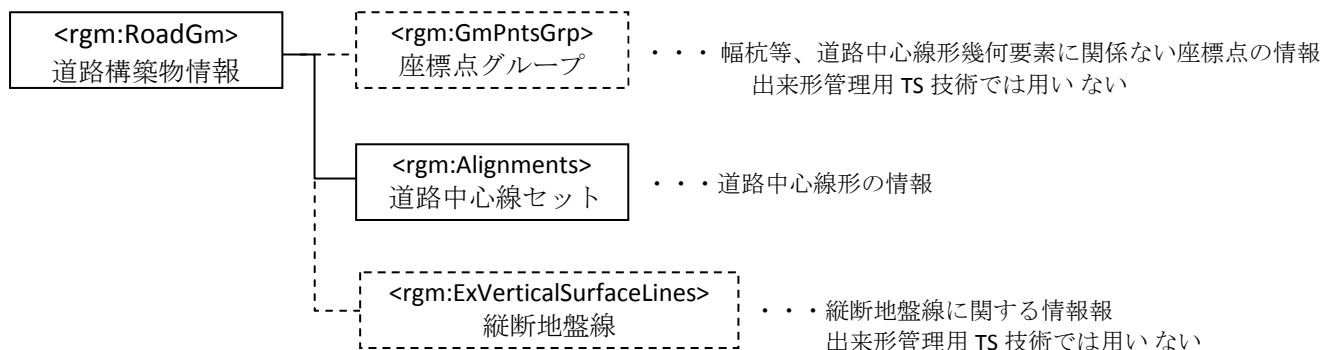 <rgm:RoadGm>
道路構築物情報
<rgm:GmPntsGrp>
座標点グループ
・・・ 幅杭等、道路中心線形幾何要素に関係ない座標点の情報
出来形管理用 TS 技術では用い ない
<rgm:Alignments>
道路中心線セット
・・・道路中心線形の情報
<rgm:ExVerticalSurfaceLines>
縦断地盤線
・・・縦断地盤線に関する情報報
出来形管理用 TS 技術では用い ない